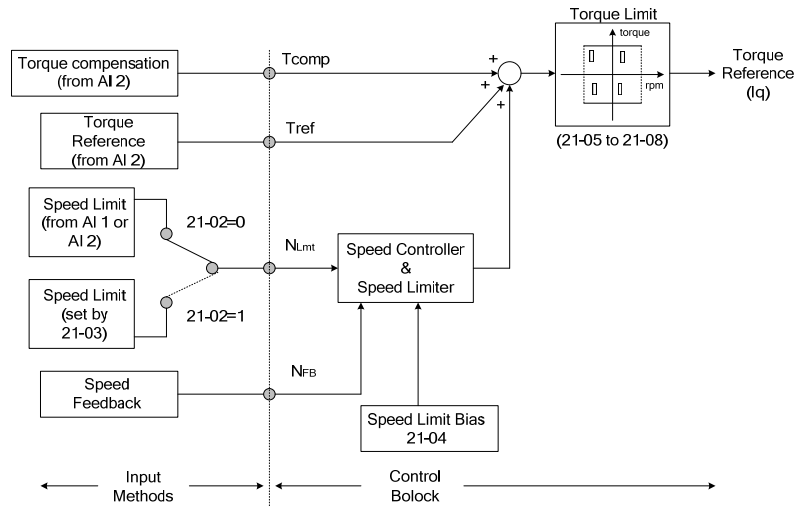 Torque Limit
torque
rpm
(21-05 to 21-08)
Torque
Reference
(Iq)
Torque compensation
(from AI 2)
Tcomp
+
+
+
Torque
Reference
(from AI 2)
Tref
Speed Limit
(from AI 1 or
AI 2)
21-02=0
NLmt
Speed Controller
&
Speed Limiter
Speed Limit
(set by
21-03)
21-02=1
Speed
Feedback
NFB
Speed Limit Bias
21-04
Input
Methods
Control
Bolock